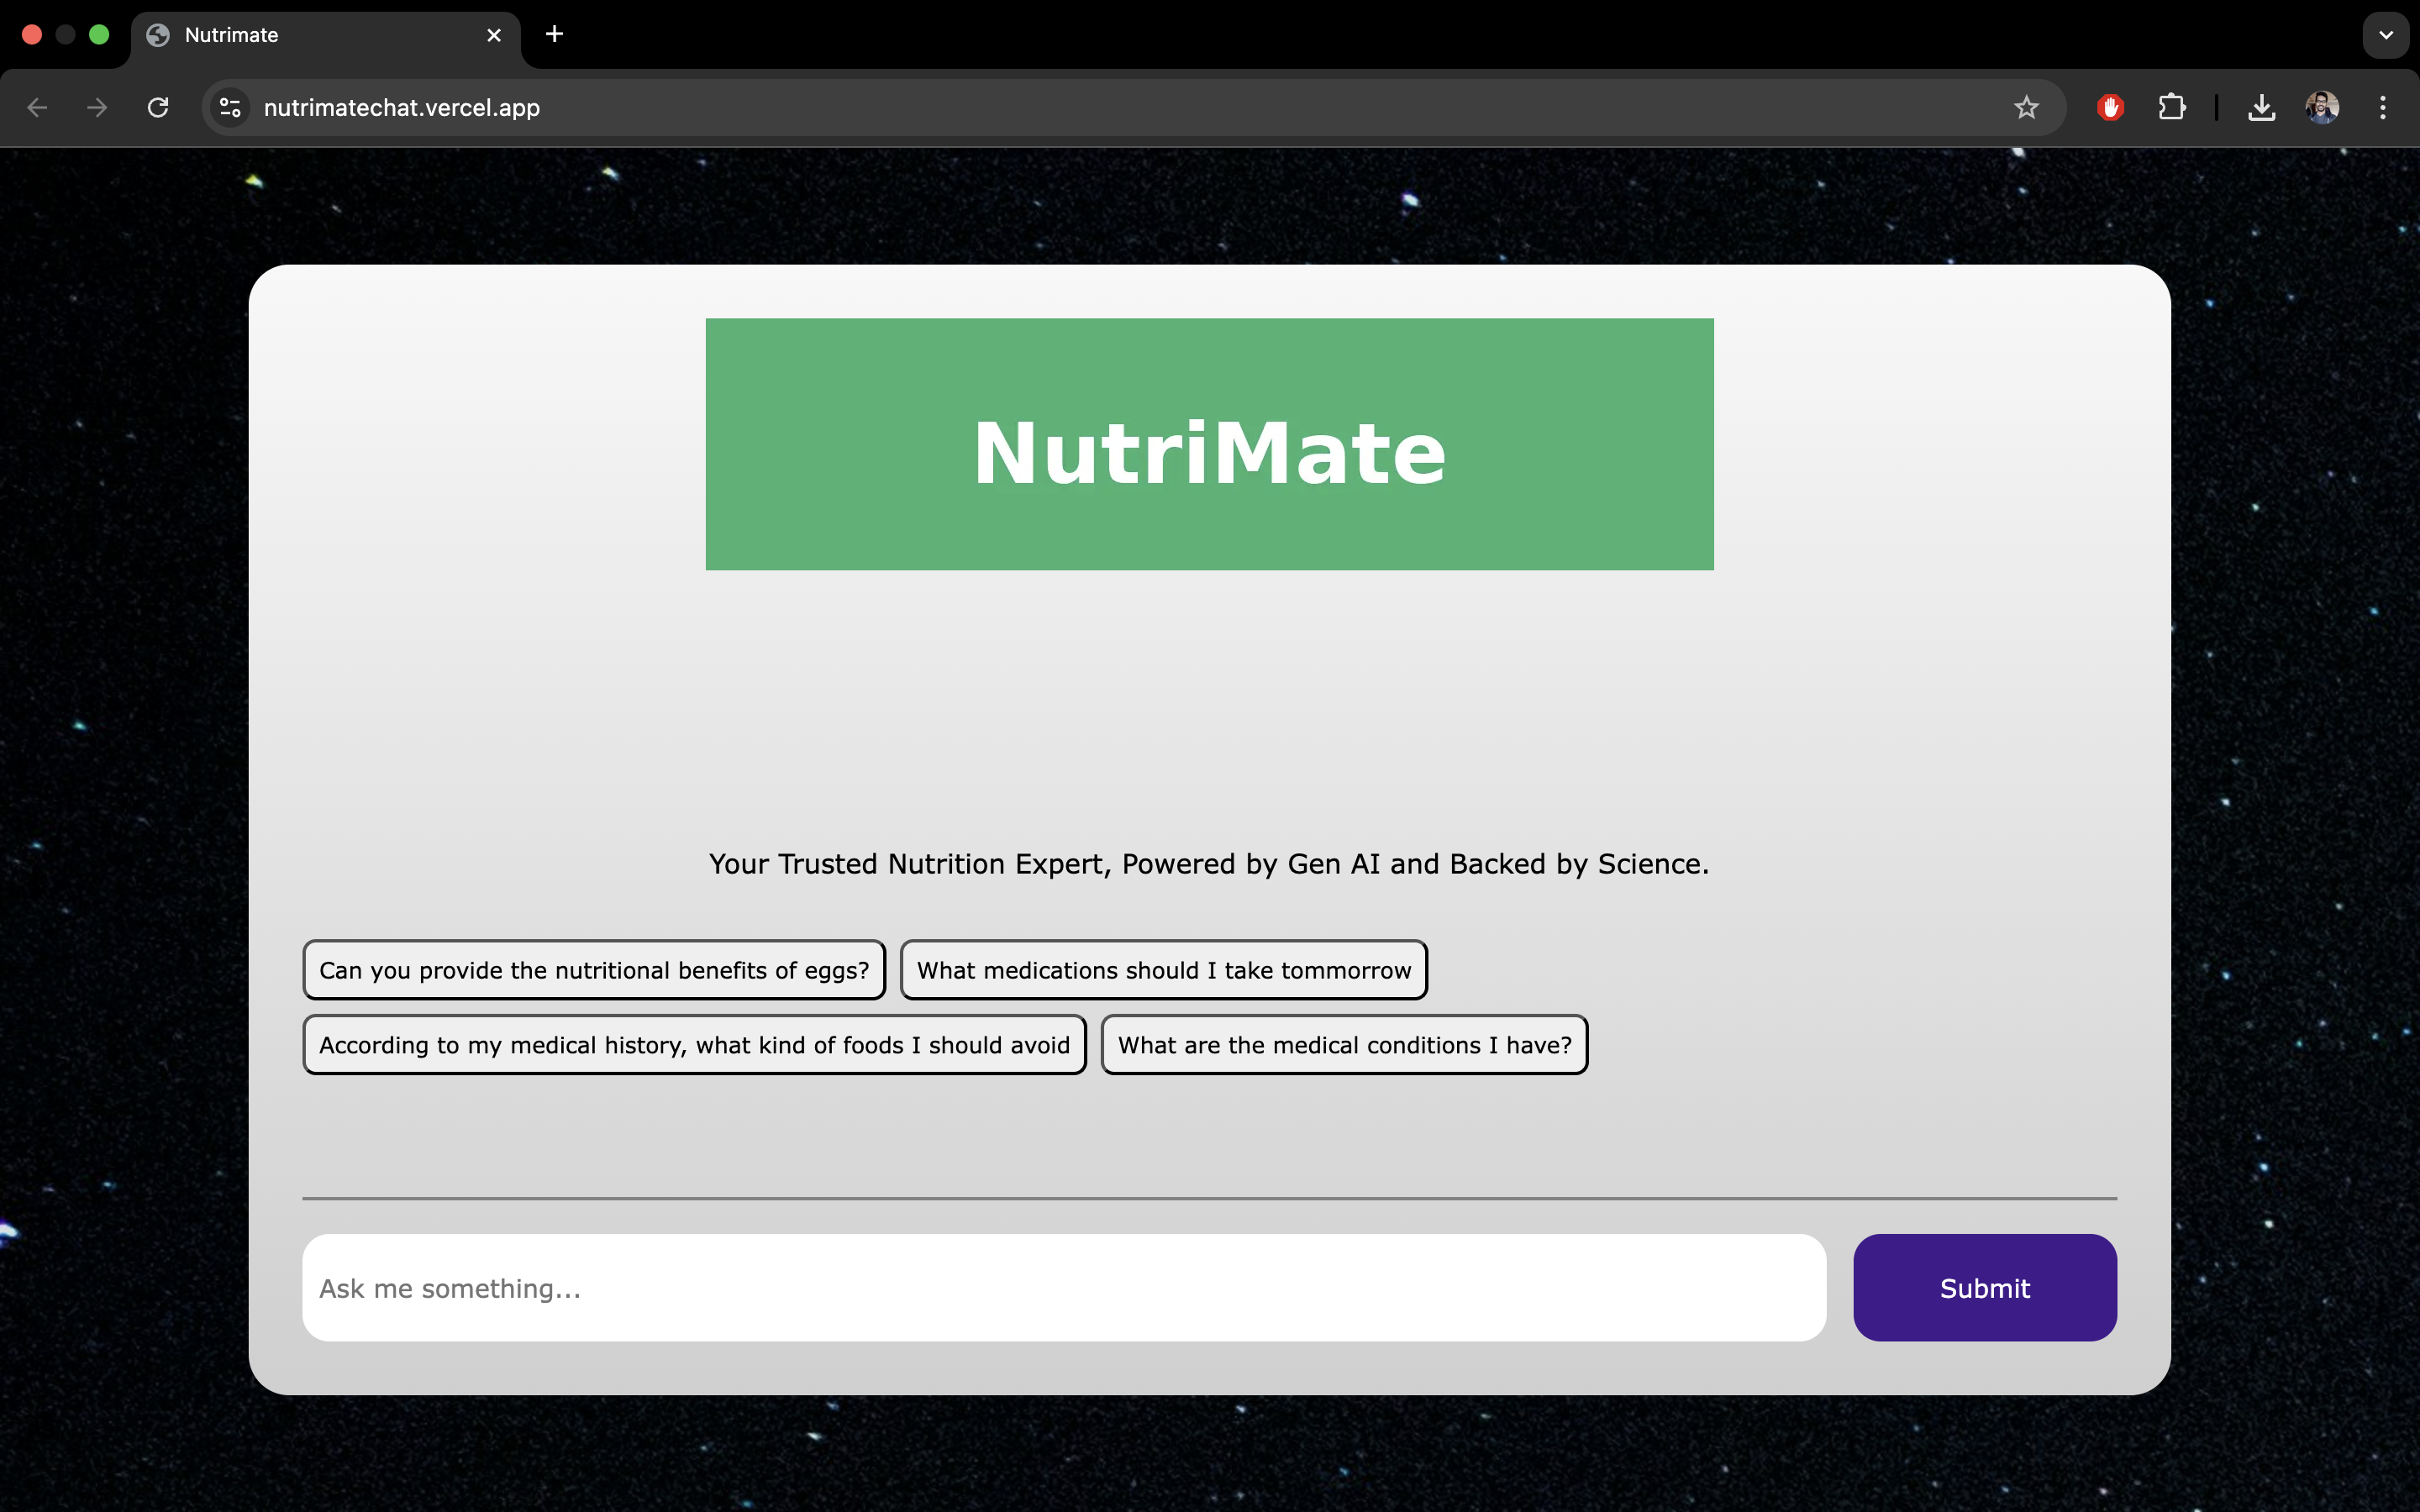 Nutrimate
nutrimatechat.vercel.app
NutriMate
Your Trusted Nutrition Expert, Powered by Gen AI and Backed by Science.
Can you provide the nutritional benefits of eggs?
What medications should I take tommorrow
According to my medical history, what kind of foods I should avoid
What are the medical conditions I have?
Ask me something...
Submit